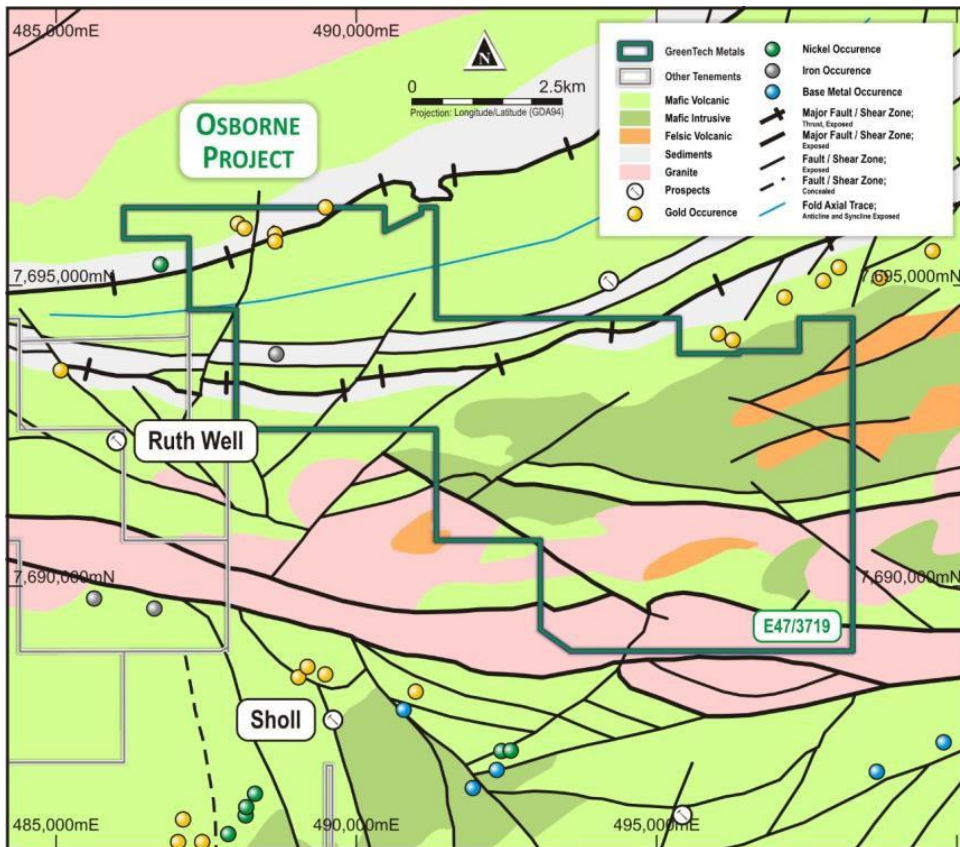 485,000mE
490,000mE
N
0
2.5km
Projection: Longitude/Latitude (GDA94)
OSBORNE
PROJECT
GreenTech Metals
Other Tenements
Mafic Volcanic
Mafic Intrusive
Felsic Volcanic
Sediments
Granite
Prospects
Gold Occurence
Nickel Occurence
Iron Occurence
Base Metal Occurence
Major Fault / Shear Zone;
Thrust, Exposed
Major Fault / Shear Zone;
Exposed
Fault / Shear Zone;
Exposed
Fault / Shear Zone;
Concealed
Fold Axial Trace;
Anticline and Syncline Exposed
7,695,000mN
7,695,000mN
Ruth Well
7,690,000mN
7,690,000mN
E47/3719
Sholl
485,000mE
490,000mE
495,000mE